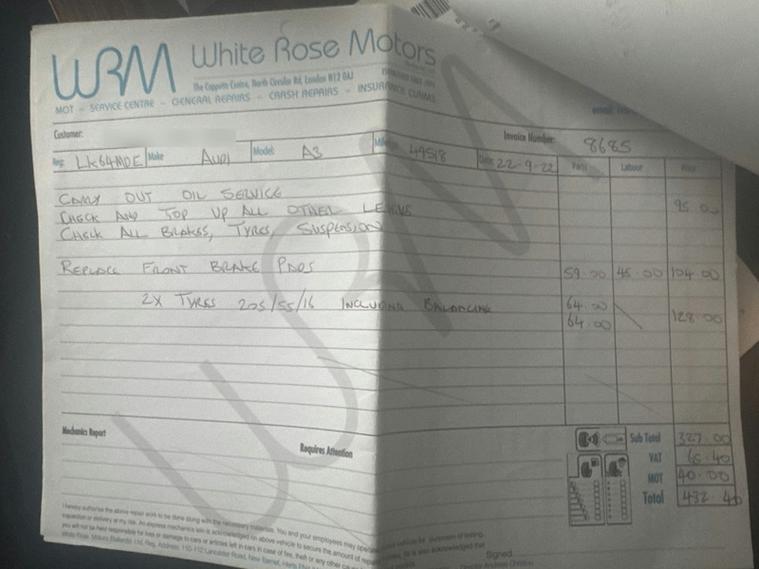 WRM White Rose Motors
The Coppetts Centre, North Circular Rd, London N12 0AJ
MOT - SERVICE CENTRE - GENERAL REPAIRS - CRASH REPAIRS - INSURANCE CLAIMS
Customer:
Invoice Number: 8685
Reg: LK64MDE Make AUDI Model: A3 49518 Date: 22-9-22 Parts Labour Price
CARRY OUT OIL SERVICE
CHECK AND TOP UP ALL OTHER LEVELS 95.00
CHECK ALL BRAKES, TYRES, SUSPENSION
REPLACE FRONT BRAKE PADS 59.00 45.00 104.00
2X TYRES 205/55/16 INCLUDING BALANCING 64.00
64.00 128.00
Mechanics Report
Requires Attention
Sub Total 327.00
VAT 65.40
MOT 40.00
Total 432.40
Signed
WRM